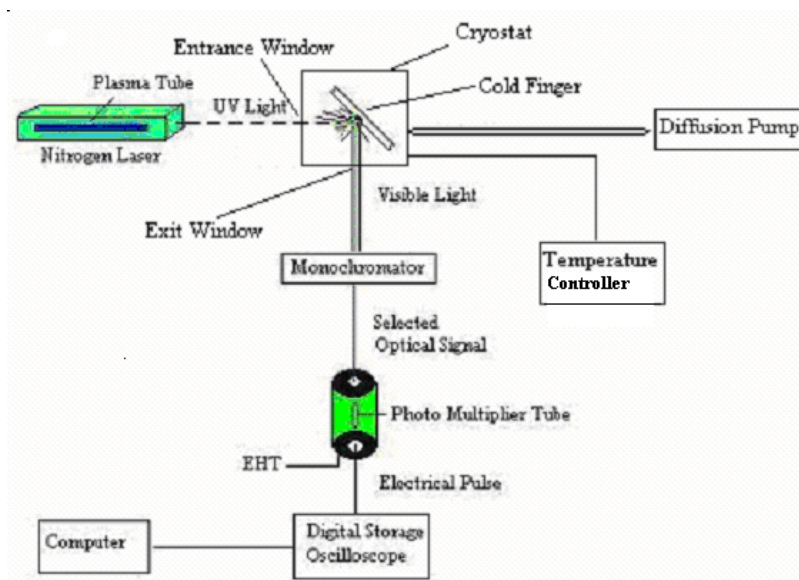 Cryostat
Entrance Window
Plasma Tube
Cold Finger
UV Light
Diffusion Pump
Nitrogen Laser
Visible Light
Exit Window
Monochromator
Temperature
Controller
Selected
Optical Signal
Photo Multiplier Tube
EHT
Electrical Pulse
Digital Storage
Oscilloscope
Computer